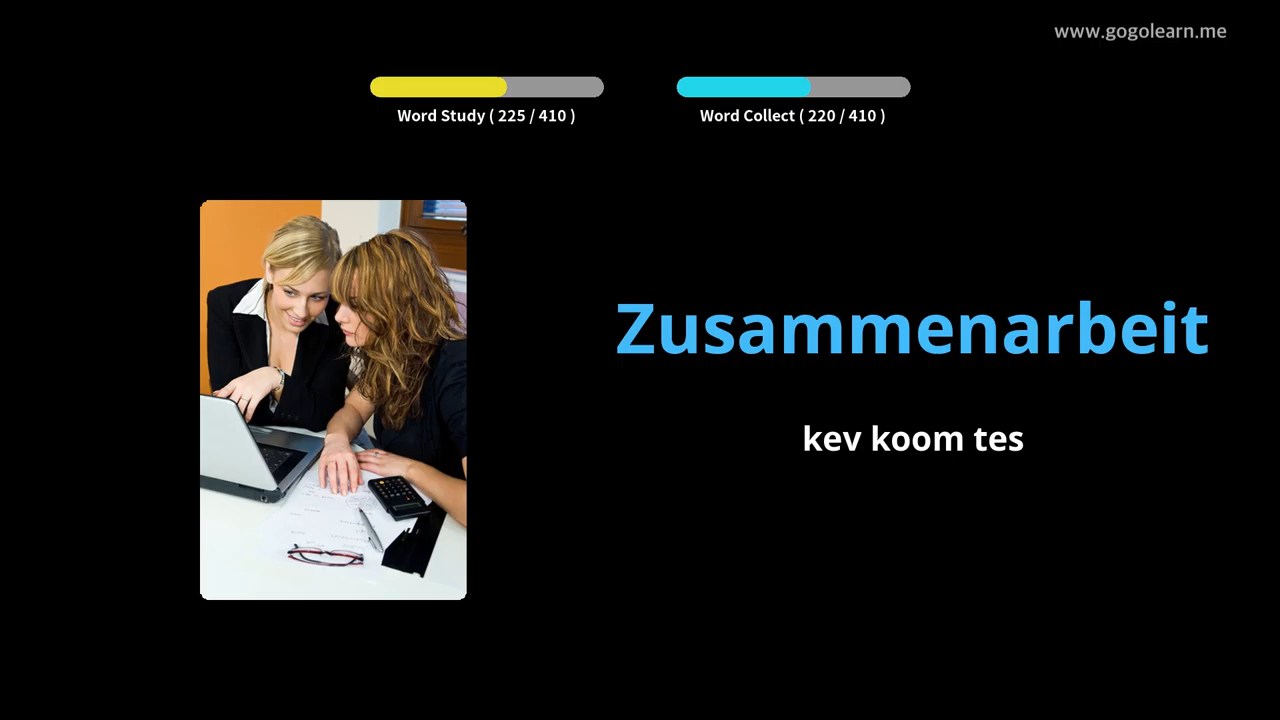 www.gogolearn.me
Word Study ( 225 / 410 )
Word Collect ( 220 / 410 )
Zusammenarbeit
kev koom tes